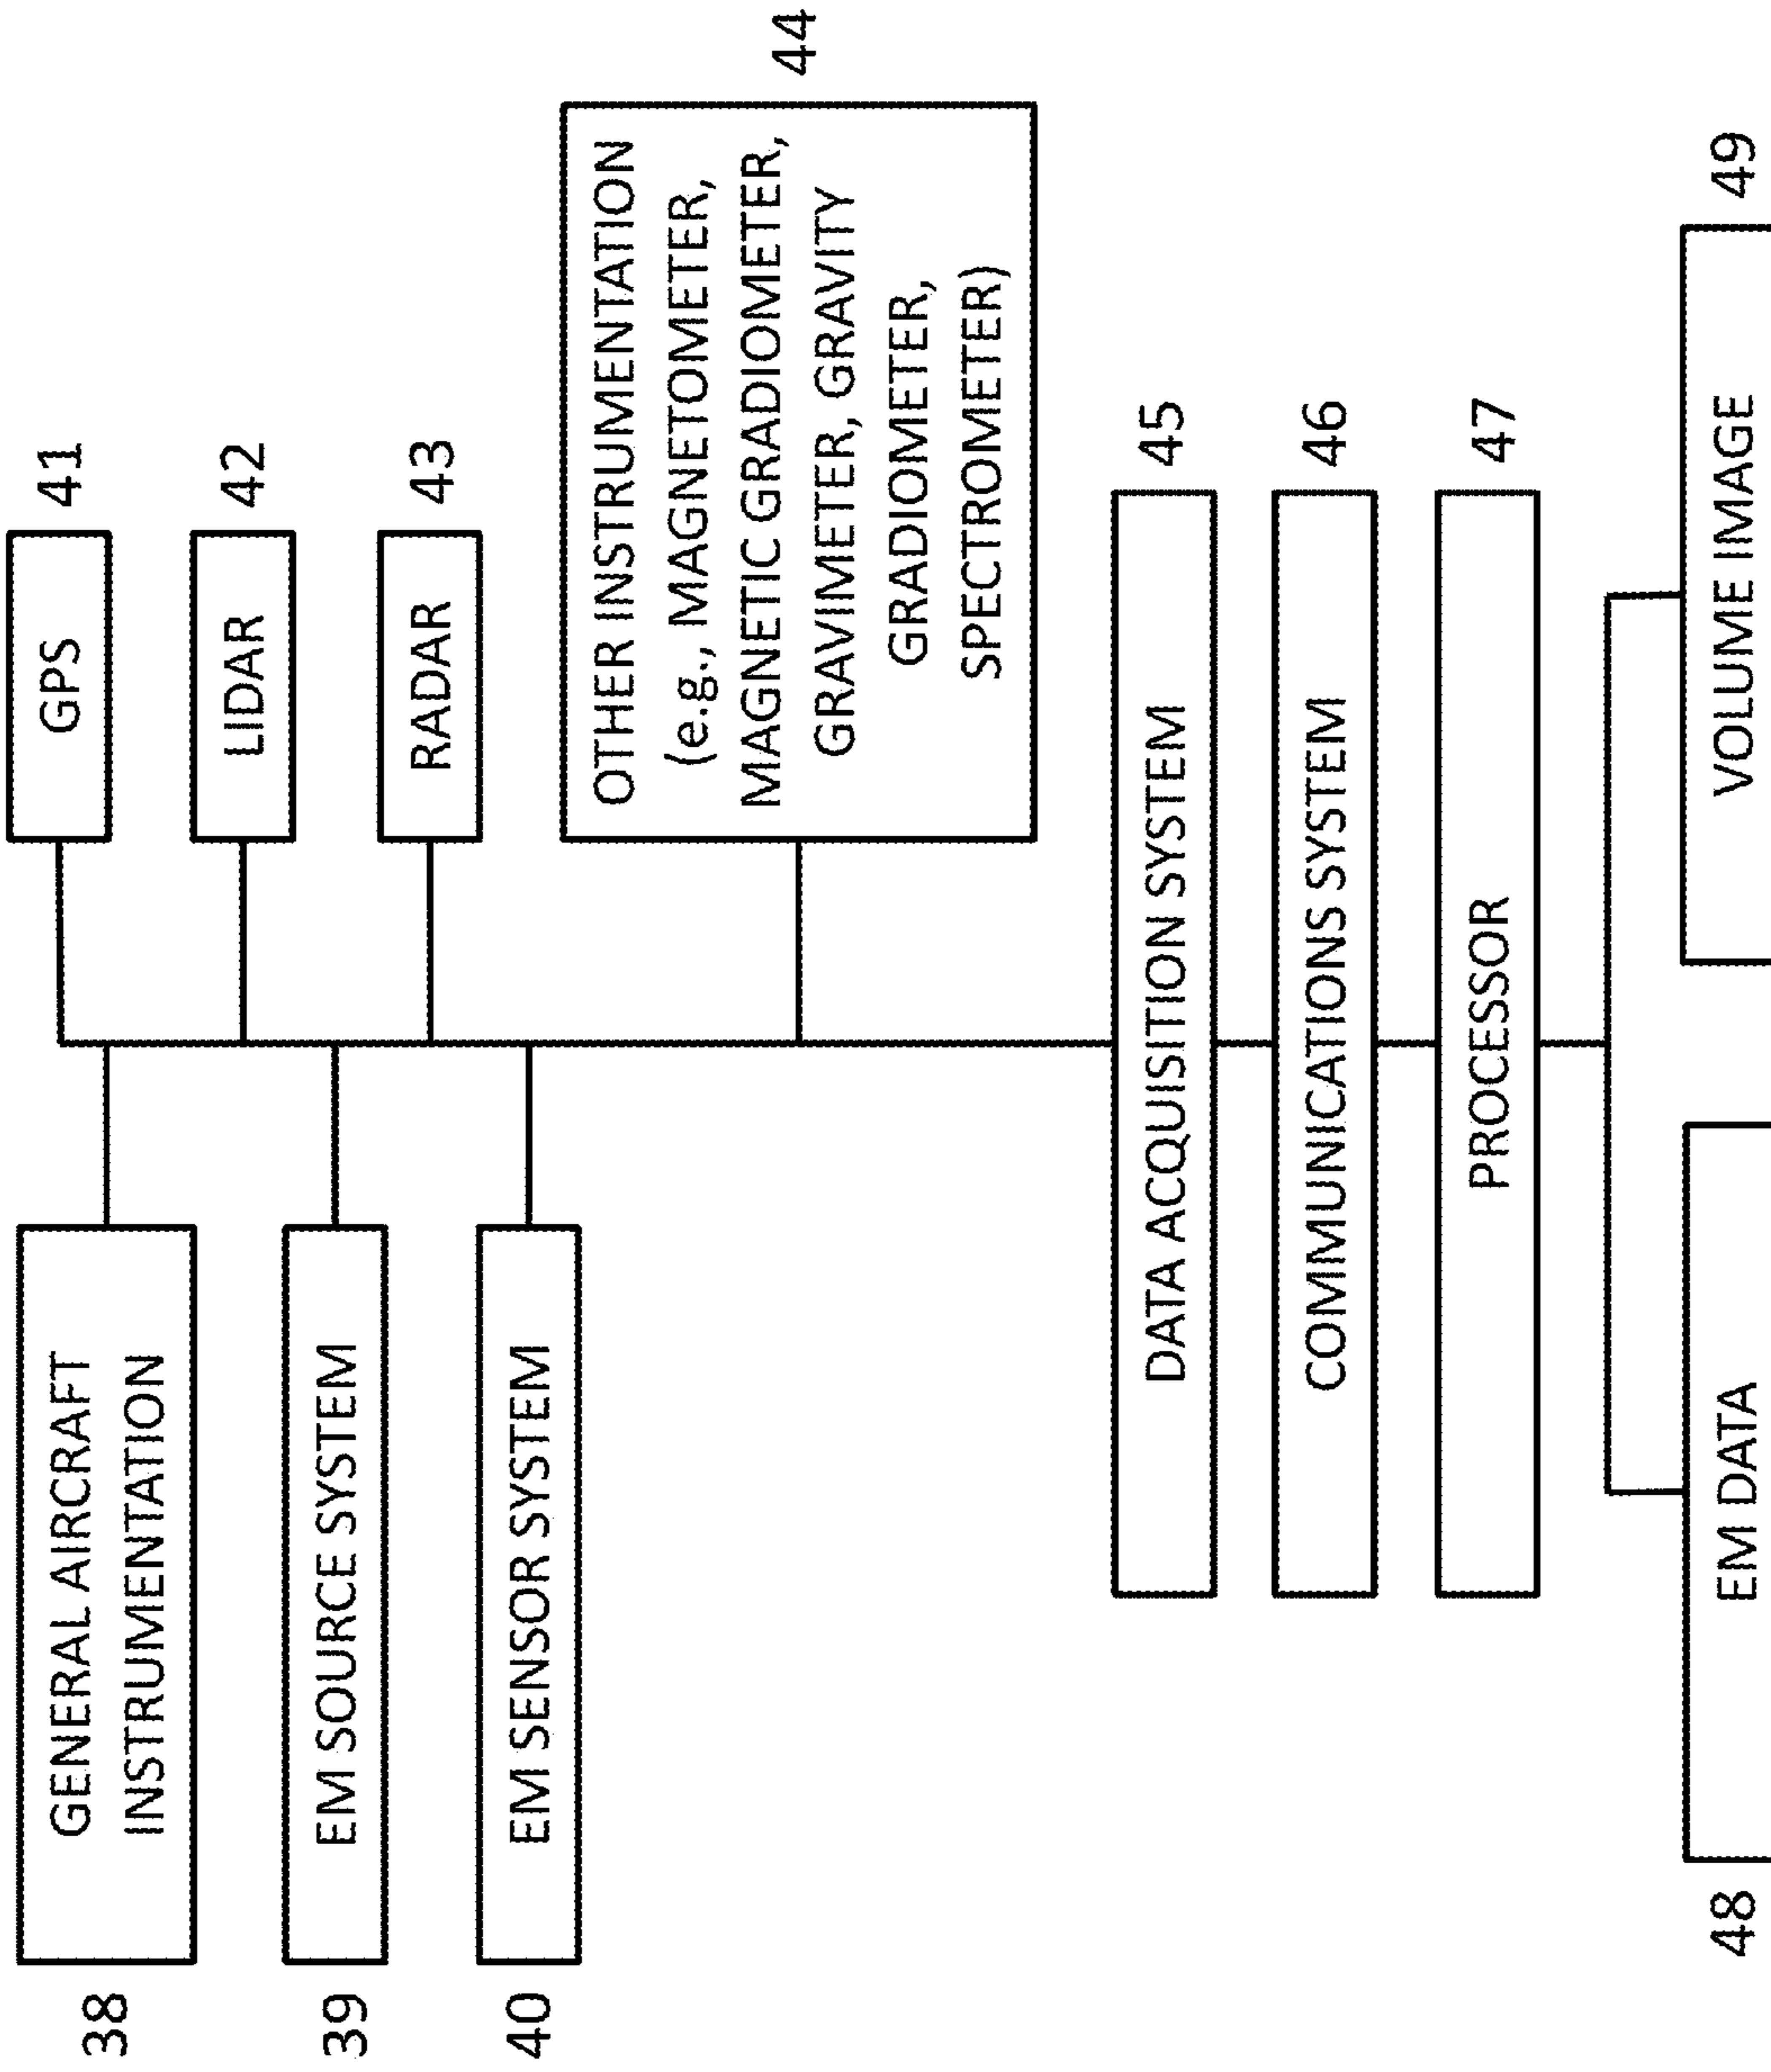 38
GENERAL AIRCRAFT
INSTRUMENTATION
39
EM SOURCE SYSTEM
40
EM SENSOR SYSTEM
GPS
41
LIDAR
42
RADAR
43
OTHER INSTRUMENTATION
(e.g., MAGNETOMETER,
MAGNETIC GRADIOMETER,
GRAVIMETER, GRAVITY
GRADIOMETER,
SPECTROMETER)
44
DATA ACQUISITION SYSTEM
45
COMMUNICATIONS SYSTEM
46
PROCESSOR
47
48
EM DATA
VOLUME IMAGE
49